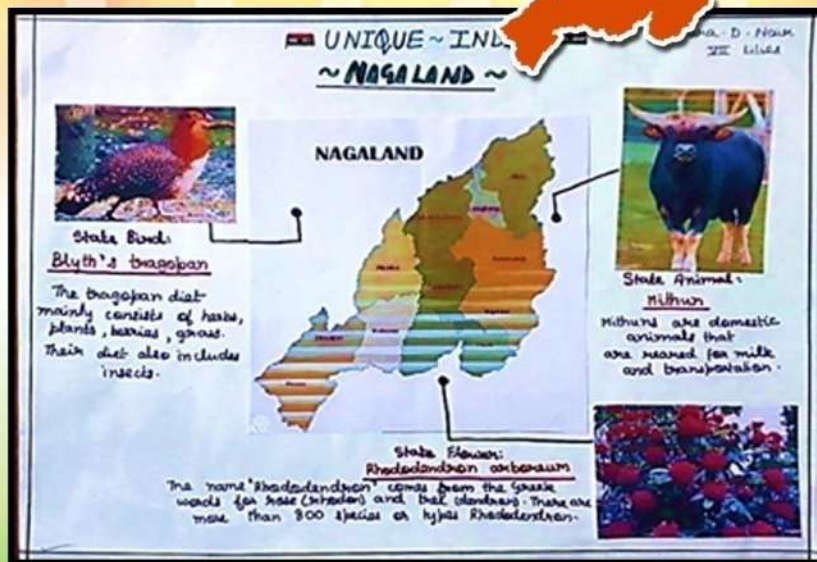 UNIQUE ~ IND
D. Nair
VII Lilies
~ NAGALAND ~
NAGALAND
State Bird:
Blyth's tragopan
The tragopan diet
mainly consists of herbs,
plants, berries, grass.
Their diet also includes
insects.
State Animal:
Mithun
Mithuns are domestic
animals that
are reared for milk
and transportation.
State Flower:
Rhododendron arboreum
The name "Rhododendron" comes from the Greek
words for rose (rhodon) and tree (dendron). There are
more than 800 species or types Rhododendron.